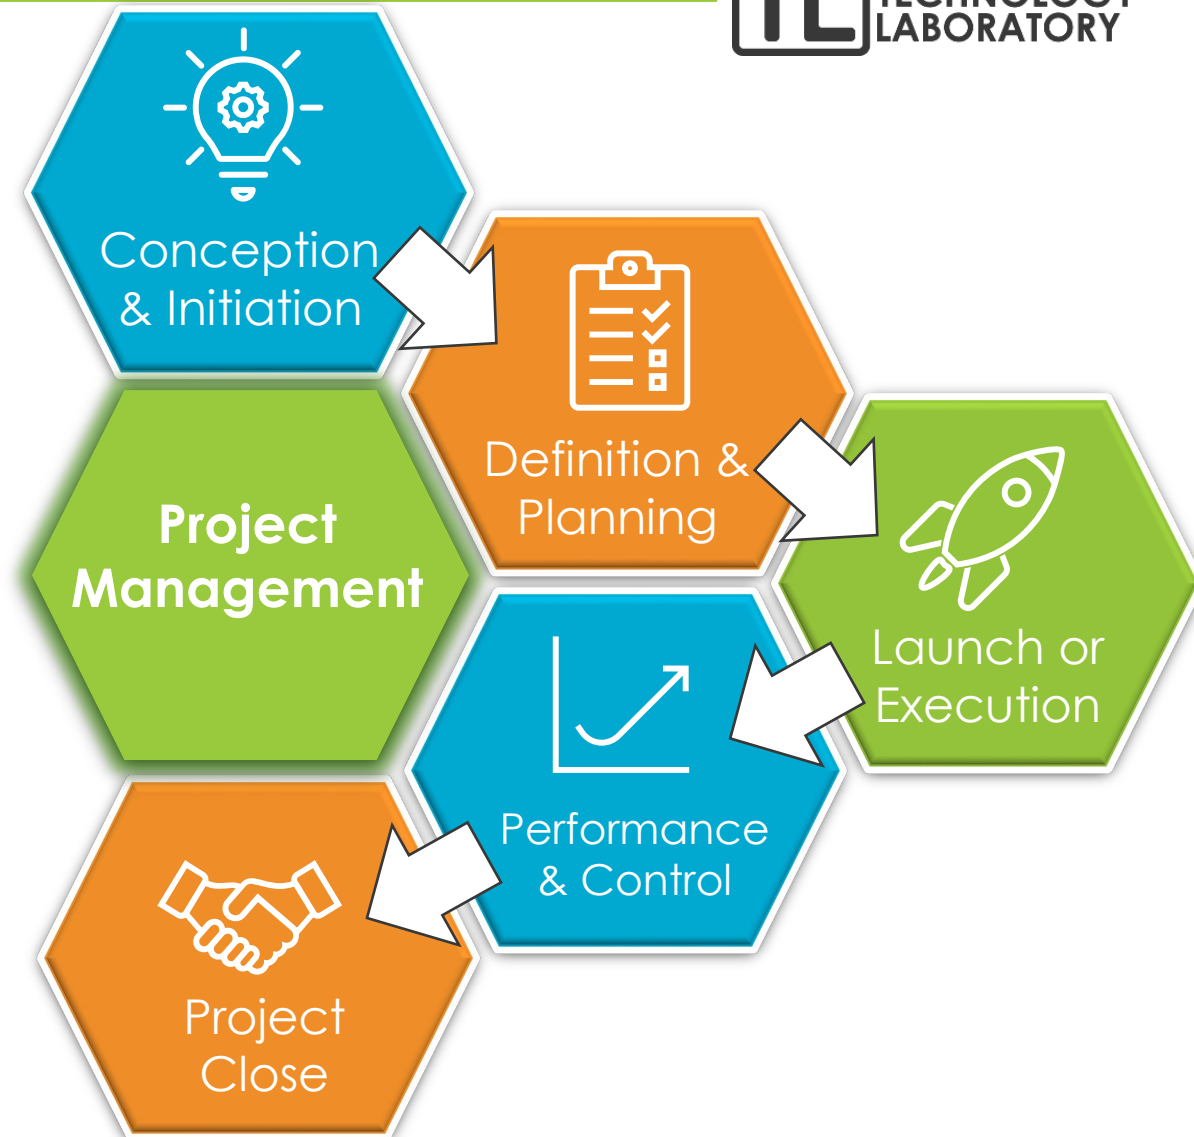 LABORATORY
Conception
& Initiation
Definition &
Planning
Project
Management
Launch or
Execution
Performance
& Control
Project
Close